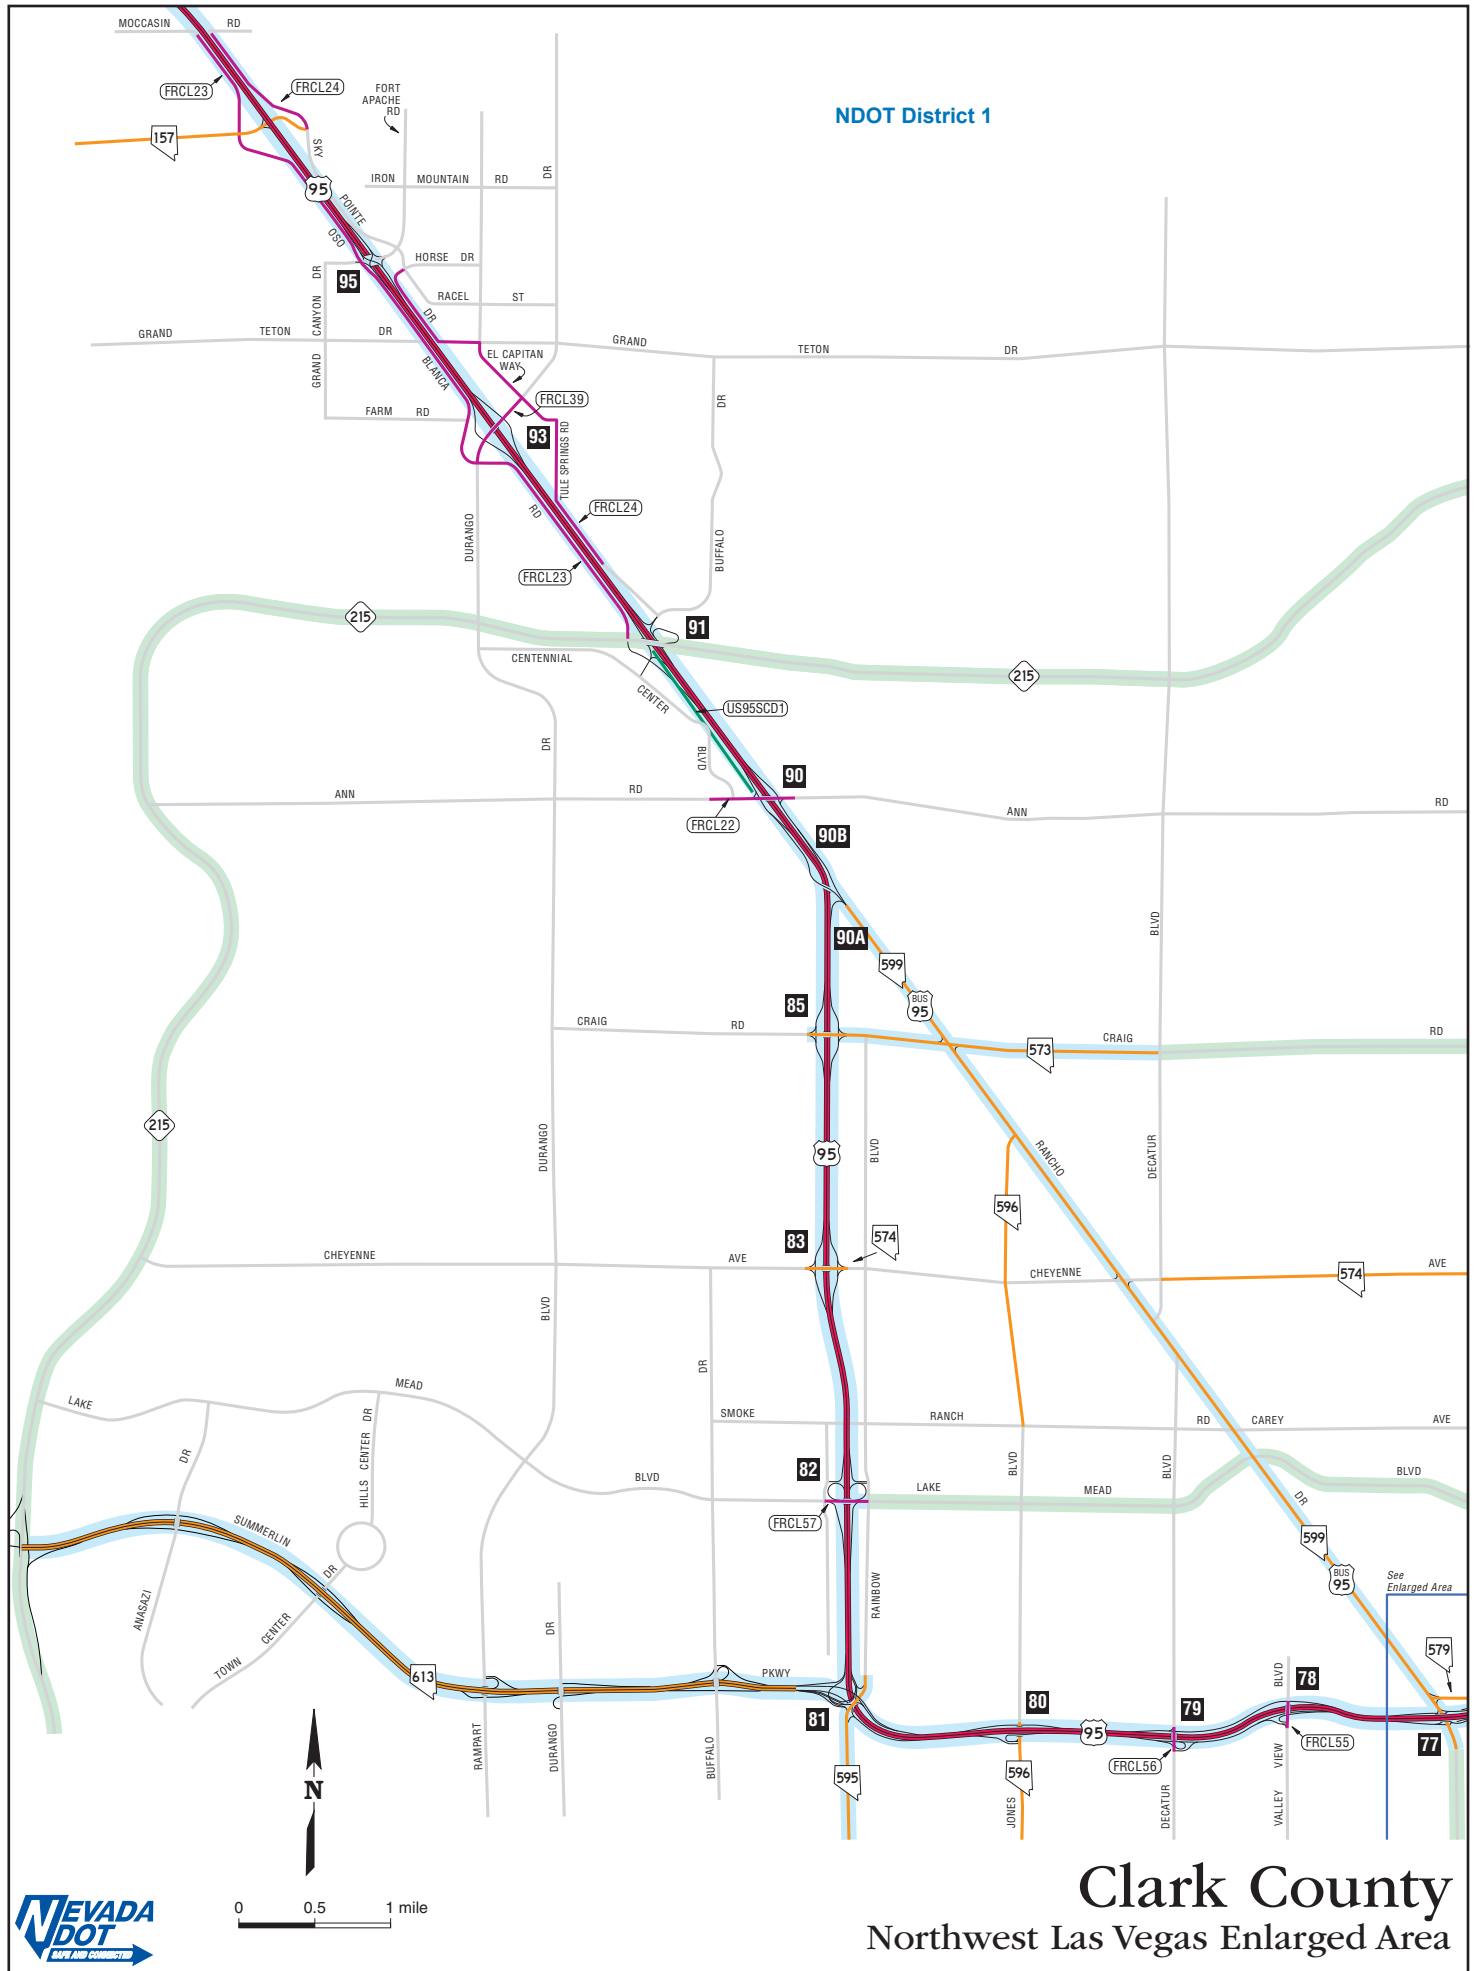 MOCCASIN RD
FRCL23
FRCL24
FORT
APACHE
RD
NDOT District 1
157
SKY
IRON MOUNTAIN RD
DR
95
POINTE
OSO
HORSE DR
95
DR
RACEL ST
DR
CANYON
GRAND
GRAND TETON DR
GRAND TETON DR
EL CAPITAN
WAY
BLANCA
FRCL39
FARM RD
93
DR
TULE SPRINGS RD
FRCL24
RD
DURANGO
BUFFALO
FRCL23
215
91
CENTENNIAL
CENTER
BLVD
215
US95SCD1
DR
90
ANN RD
FRCL22
ANN RD
90B
BLVD
90A
599
BUS
95
85
CRAIG RD
CRAIG RD
573
215
DURANGO
95
BLVD
RANCHO
DECATUR
596
83
574
CHEYENNE AVE
CHEYENNE AVE
574
BLVD
DR
LAKE MEAD
SMOKE RANCH RD
CAREY AVE
DR
HILLS CENTER DR
82
BLVD
LAKE MEAD BLVD
BLVD
BLVD
FRCL57
DR
SUMMERLIN
599
BUS
95
See
Enlarged Area
DR
ANASAZI
RAINBOW
TOWN CENTER
DR
613
PKWY
579
BLVD
78
80
79
81
95
77
FRCL55
FRCL56
RAMPART
DURANGO
BUFFALO
595
596
JONES
DECATUR
VALLEY VIEW
N
0 0.5 1 mile
NEVADA
DOT
SAFE AND CONNECTED
Clark County
Northwest Las Vegas Enlarged Area